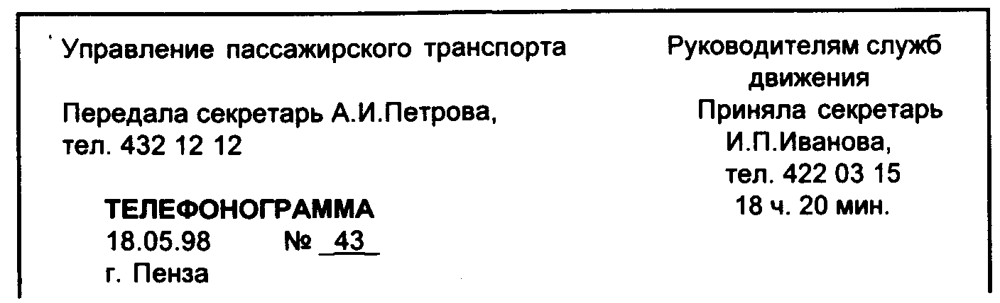 Управление пассажирского транспорта
Передала секретарь А.И.Петрова,
тел. 432 12 12
ТЕЛЕФОНОГРАММА
18.05.98 № 43
г. Пенза
Руководителям служб
движения
Приняла секретарь
И.П.Иванова,
тел. 422 03 15
18 ч. 20 мин.